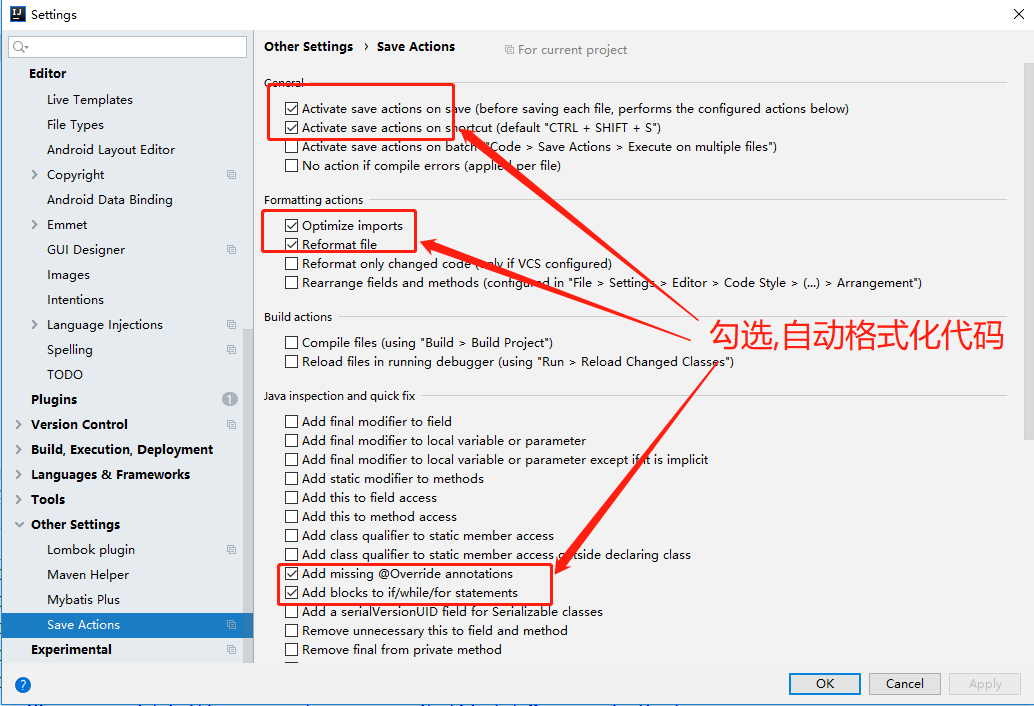 Settings
Other Settings › Save Actions
For current project
Editor
Live Templates
File Types
Android Layout Editor
Copyright
Android Data Binding
Emmet
GUI Designer
Images
Intentions
Language Injections
Spelling
TODO
Plugins
1
Version Control
Build, Execution, Deployment
Languages & Frameworks
Tools
Other Settings
Lombok plugin
Maven Helper
Mybatis Plus
Save Actions
Experimental
General
Activate save actions on save (before saving each file, performs the configured actions below)
Activate save actions on shortcut (default "CTRL + SHIFT + S")
Activate save actions on batch ("Code > Save Actions > Execute on multiple files")
No action if compile errors (applied per file)
Formatting actions
Optimize imports
Reformat file
Reformat only changed code (only if VCS configured)
Rearrange fields and methods (configured in "File > Settings > Editor > Code Style > (...) > Arrangement")
Build actions
Compile files (using "Build > Build Project")
Reload files in running debugger (using "Run > Reload Changed Classes")
勾选,自动格式化代码
Java inspection and quick fix
Add final modifier to field
Add final modifier to local variable or parameter
Add final modifier to local variable or parameter except if it is implicit
Add static modifier to methods
Add this to field access
Add this to method access
Add class qualifier to static member access
Add class qualifier to static member access outside declaring class
Add missing @Override annotations
Add blocks to if/while/for statements
Add a serialVersionUID field for Serializable classes
Remove unnecessary this to field and method
Remove final from private method
?
OK
Cancel
Apply